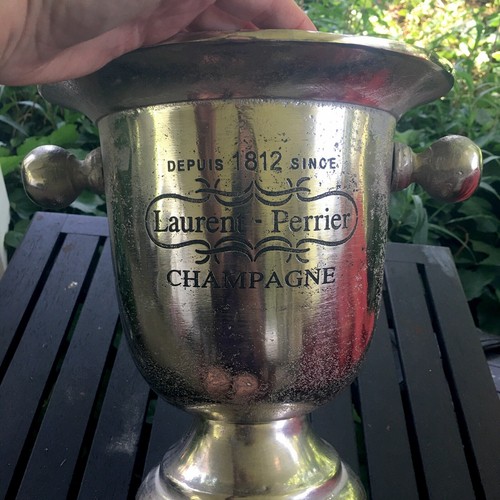 DEPUIS 1812 SINCE
Laurent - Perrier
CHAMPAGNE